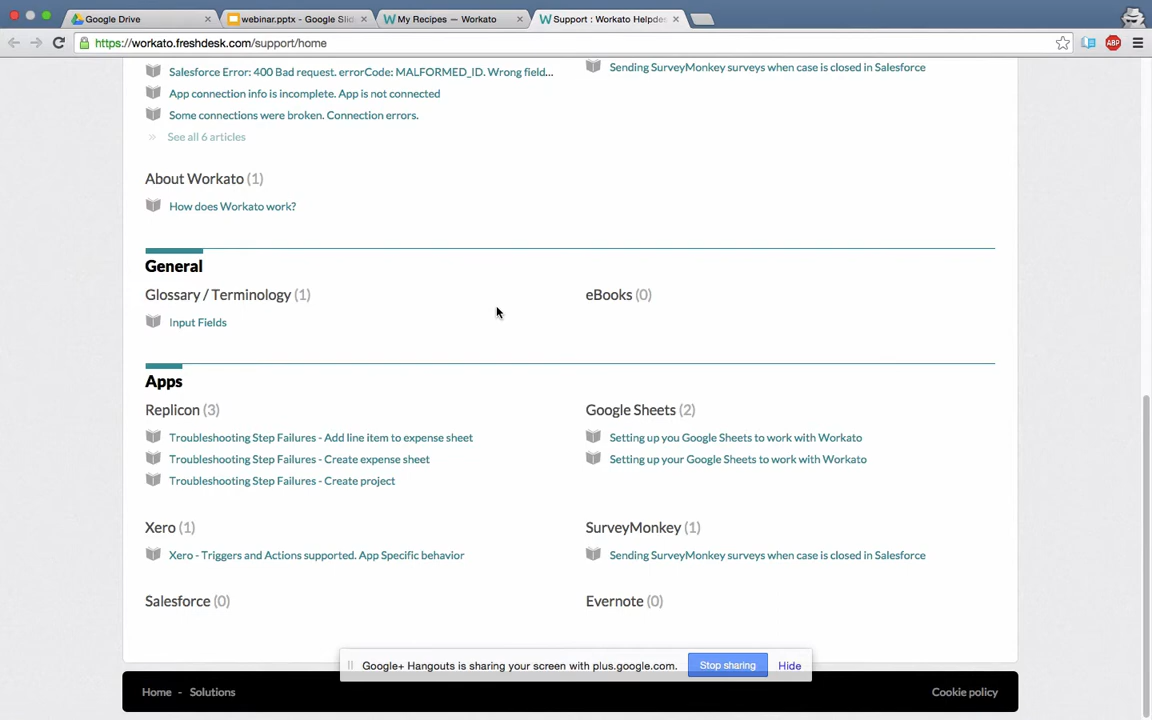 Google Drive
webinar.pptx - Google Slid
My Recipes — Workato
Support : Workato Helpdes
https://workato.freshdesk.com/support/home
ABP
Salesforce Error: 400 Bad request. errorCode: MALFORMED_ID. Wrong field...
Sending SurveyMonkey surveys when case is closed in Salesforce
App connection info is incomplete. App is not connected
Some connections were broken. Connection errors.
» See all 6 articles
About Workato (1)
How does Workato work?
General
Glossary / Terminology (1)
eBooks (0)
Input Fields
Apps
Replicon (3)
Google Sheets (2)
Troubleshooting Step Failures - Add line item to expense sheet
Setting up you Google Sheets to work with Workato
Troubleshooting Step Failures - Create expense sheet
Setting up your Google Sheets to work with Workato
Troubleshooting Step Failures - Create project
Xero (1)
SurveyMonkey (1)
Xero - Triggers and Actions supported. App Specific behavior
Sending SurveyMonkey surveys when case is closed in Salesforce
Salesforce (0)
Evernote (0)
Google+ Hangouts is sharing your screen with plus.google.com.
Stop sharing
Hide
Home - Solutions
Cookie policy